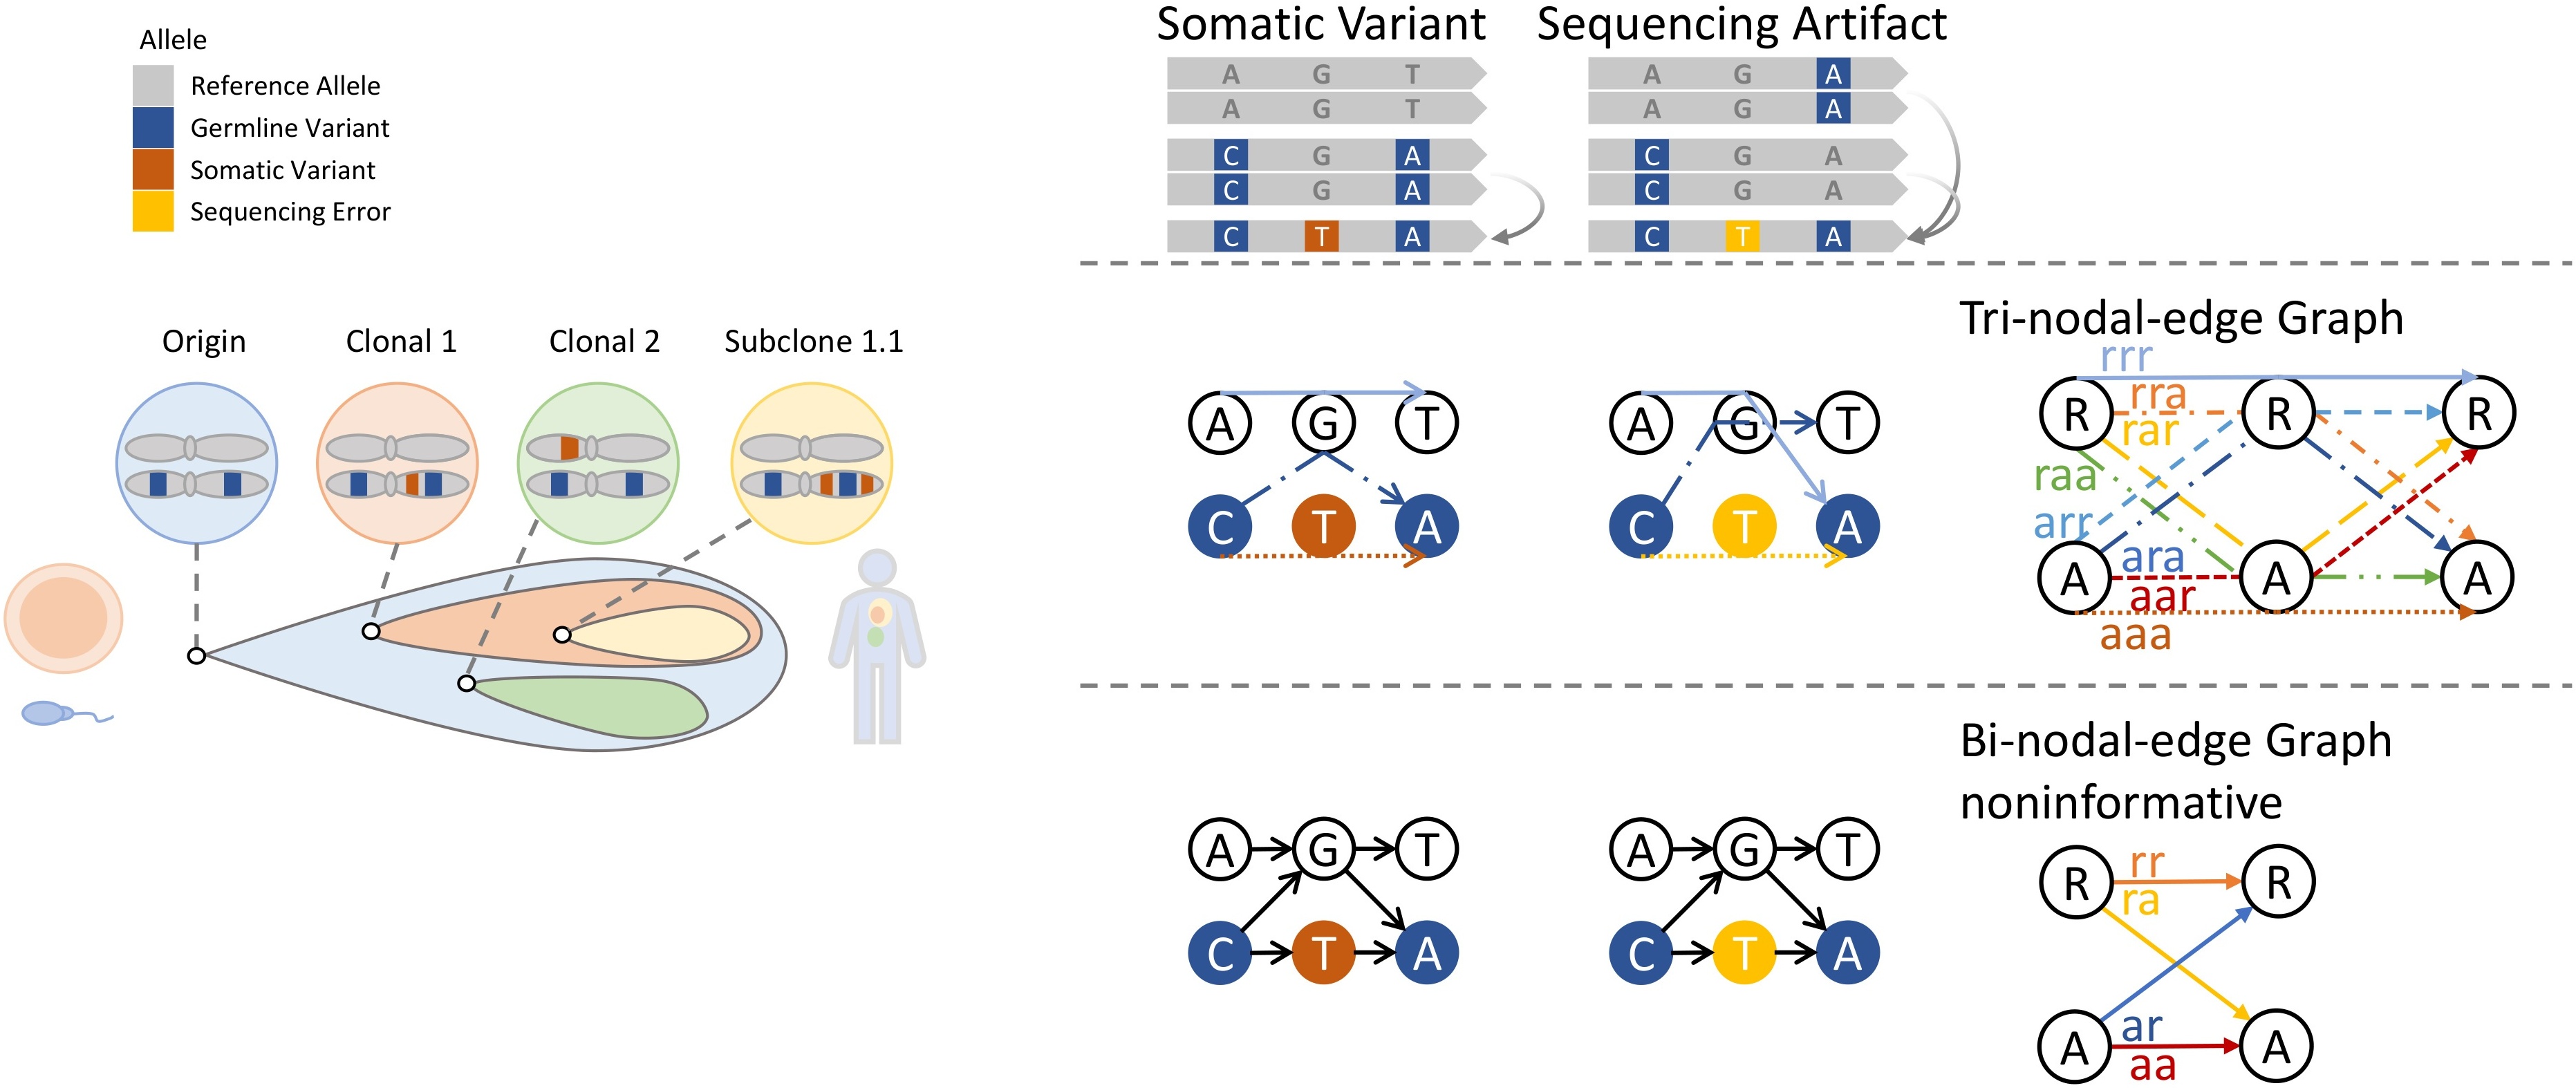 Allele
Reference Allele
Germline Variant
Somatic Variant
Sequencing Error
Origin
Clonal 1
Clonal 2
Subclone 1.1
Somatic Variant
A G T
A G T
C G A
C G A
C T A
Sequencing Artifact
A G A
A G A
C G A
C G A
C T A
A G T
C T A
A G T
C T A
Tri-nodal-edge Graph
rrr
R R R
rra
rar
raa
arr
ara
A A A
aar
aaa
A G T
C T A
A G T
C T A
Bi-nodal-edge Graph
noninformative
rr
R R
ra
ar
A A
aa